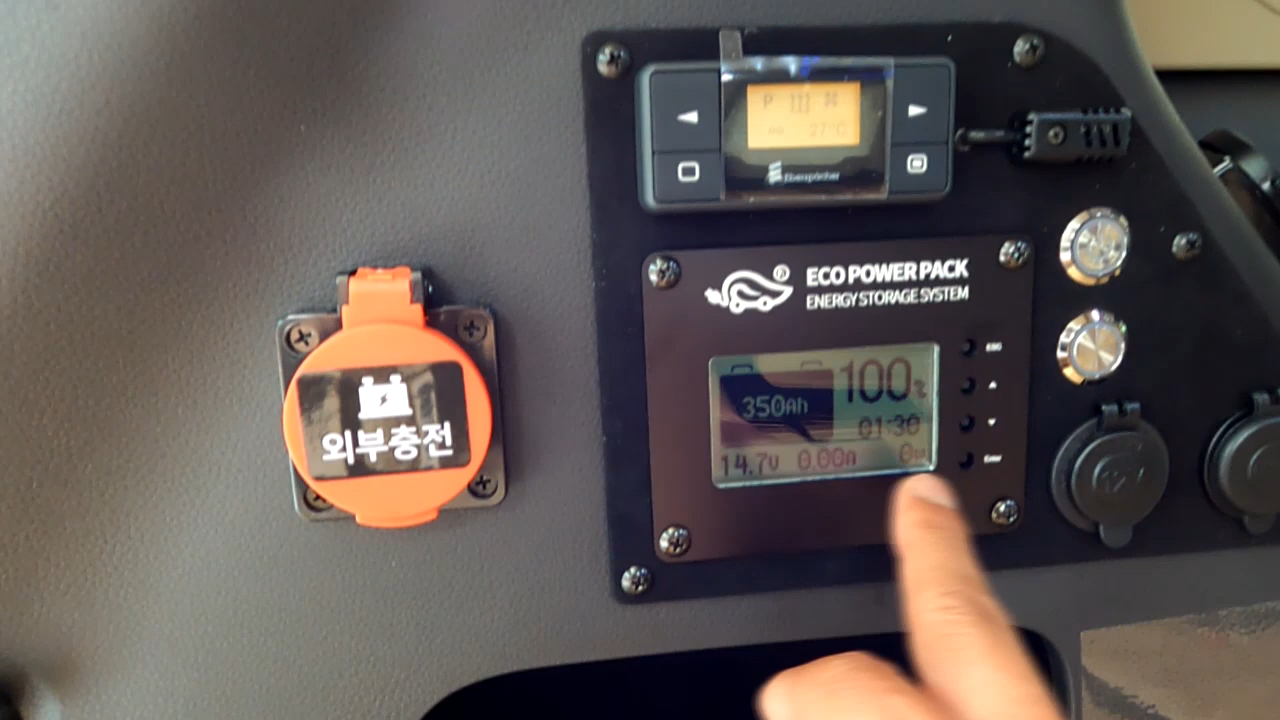 P
27°C
Eberspächer
ECO POWER PACK
ENERGY STORAGE SYSTEM
ESC
100%
350Ah
01:30
14.7V 0.00A 0W
Enter
외부충전
12V